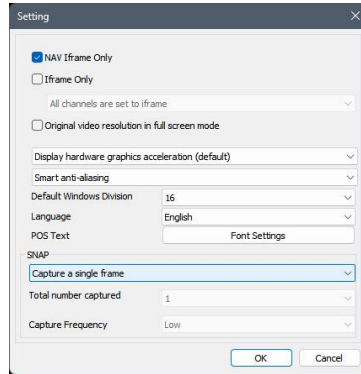 Setting
NAV Iframe Only
Iframe Only
All channels are set to iframe
Original video resolution in full screen mode
Display hardware graphics acceleration (default)
Smart anti-aliasing
Default Windows Division 16
Language English
POS Text Font Settings
SNAP
Capture a single frame
Total number captured 1
Capture Frequency Low
OK Cancel